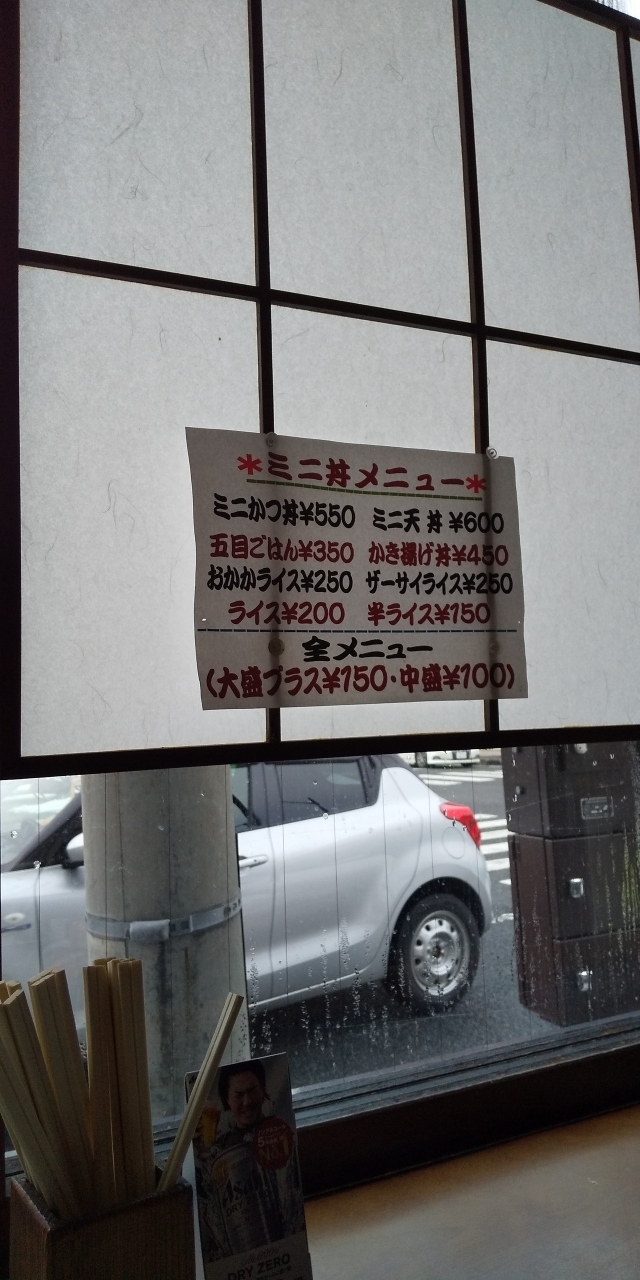 *ミニ丼メニュー*
ミニかつ丼¥550 ミニ天丼¥600
五目ごはん¥350 かき揚げ丼¥450
おかかライス¥250 ザーサイライス¥250
ライス¥200 半ライス¥150
全メニュー
(大盛プラス¥150・中盛¥100)
No.1
DRY ZERO